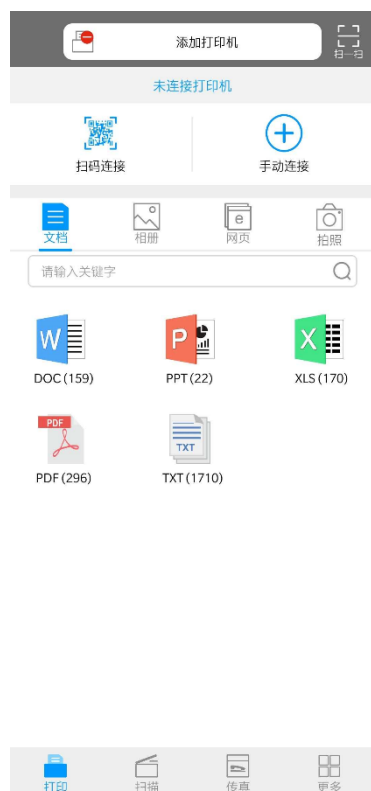 添加打印机
扫一扫
未连接打印机
扫码连接
手动连接
文档
相册
网页
拍照
请输入关键字
DOC(159)
PPT(22)
XLS(170)
PDF
TXT
PDF(296)
TXT(1710)
打印
扫描
传真
更多